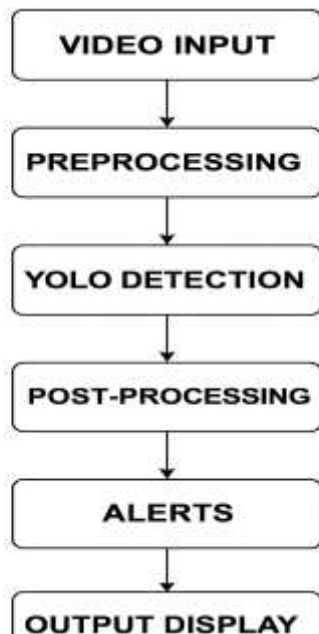 VIDEO INPUT
PREPROCESSING
YOLO DETECTION
POST-PROCESSING
ALERTS
OUTPUT DISPLAY